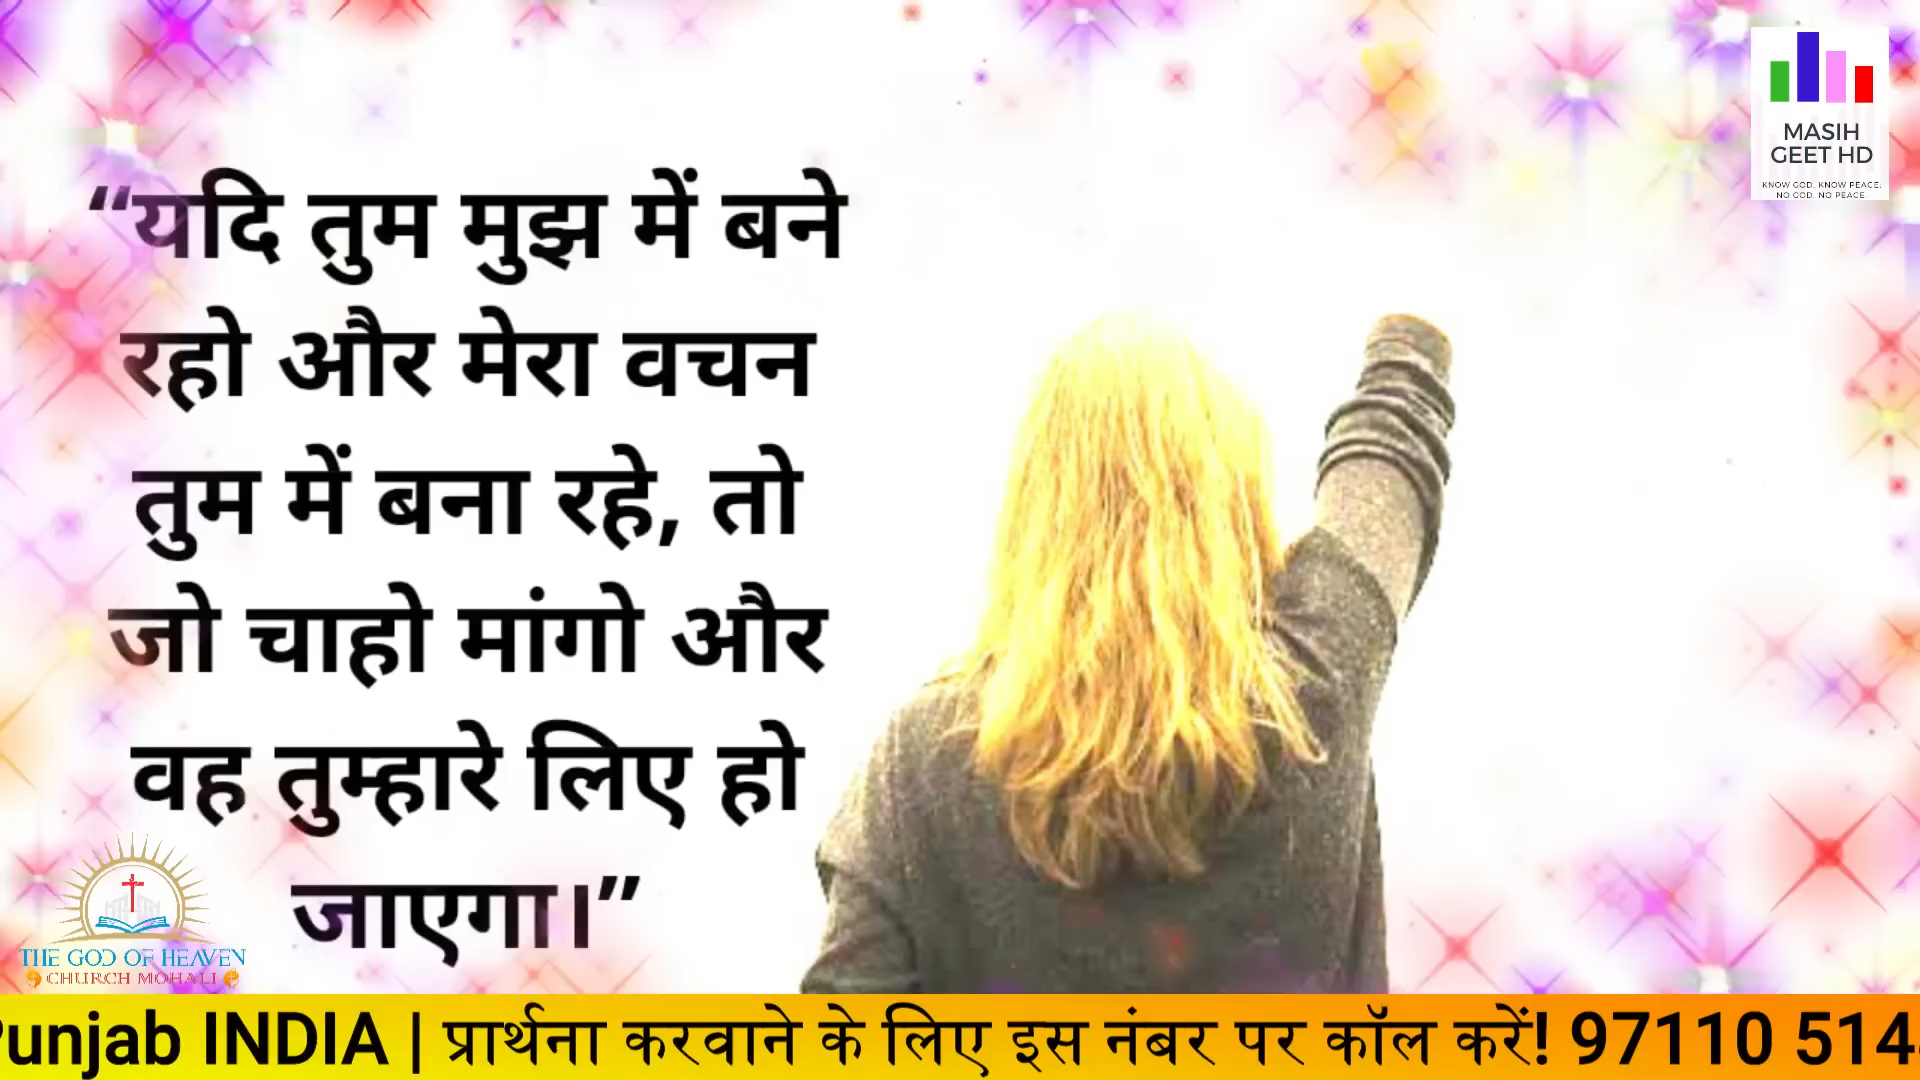 MASIH
GEET HD
KNOW GOD. KNOW PEACE.
NO GOD. NO PEACE.
“यदि तुम मुझ में बने
रहो और मेरा वचन
तुम में बना रहे, तो
जो चाहो मांगो और
वह तुम्हारे लिए हो
जाएगा।”
THE GOD OF HEAVEN
CHURCH MOHALI
Punjab INDIA | प्रार्थना करवाने के लिए इस नंबर पर कॉल करें! 97110 514